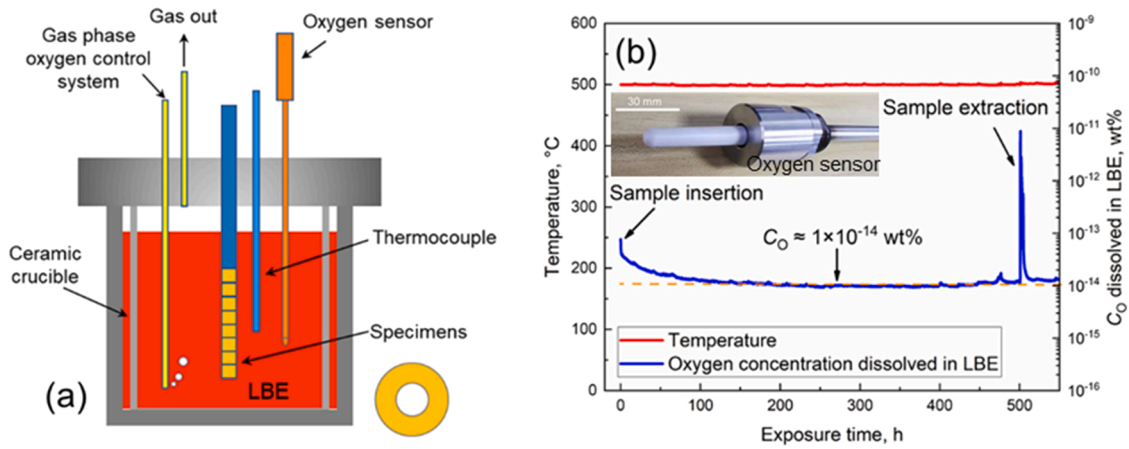 Gas out
Gas phase
oxygen control
system
Oxygen sensor
Ceramic
crucible
Thermocouple
Specimens
LBE
(a)
(b)
600
500
400
300
200
100
0
Temperature, °C
30 mm
Oxygen sensor
Sample extraction
Sample insertion
C_O ≈ 1×10⁻¹⁴ wt%
Temperature
Oxygen concentration dissolved in LBE
0
100
200
300
400
500
Exposure time, h
10⁻⁹
10⁻¹⁰
10⁻¹¹
10⁻¹²
10⁻¹³
10⁻¹⁴
10⁻¹⁵
10⁻¹⁶
C_O dissolved in LBE, wt%